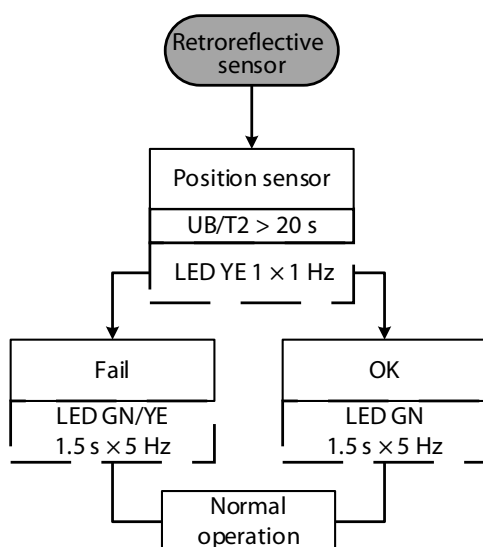 Retroreflective
sensor
Position sensor
UB/T2 > 20 s
LED YE 1 × 1 Hz
Fail
OK
LED GN/YE
1.5 s × 5 Hz
LED GN
1.5 s × 5 Hz
Normal
operation